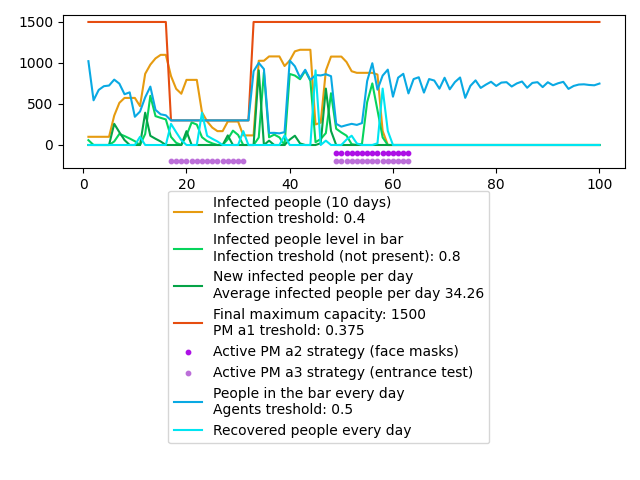 1500
1000
500
0
0 20 40 60 80 100
Infected people (10 days)
Infection treshold: 0.4
Infected people level in bar
Infection treshold (not present): 0.8
New infected people per day
Average infected people per day 34.26
Final maximum capacity: 1500
PM a1 treshold: 0.375
Active PM a2 strategy (face masks)
Active PM a3 strategy (entrance test)
People in the bar every day
Agents treshold: 0.5
Recovered people every day